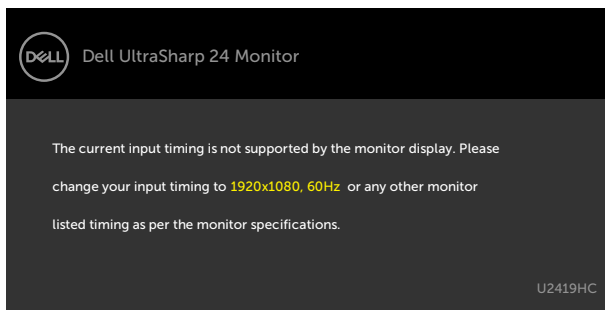 DELL
Dell UltraSharp 24 Monitor
The current input timing is not supported by the monitor display. Please
change your input timing to 1920x1080, 60Hz or any other monitor
listed timing as per the monitor specifications.
U2419HC